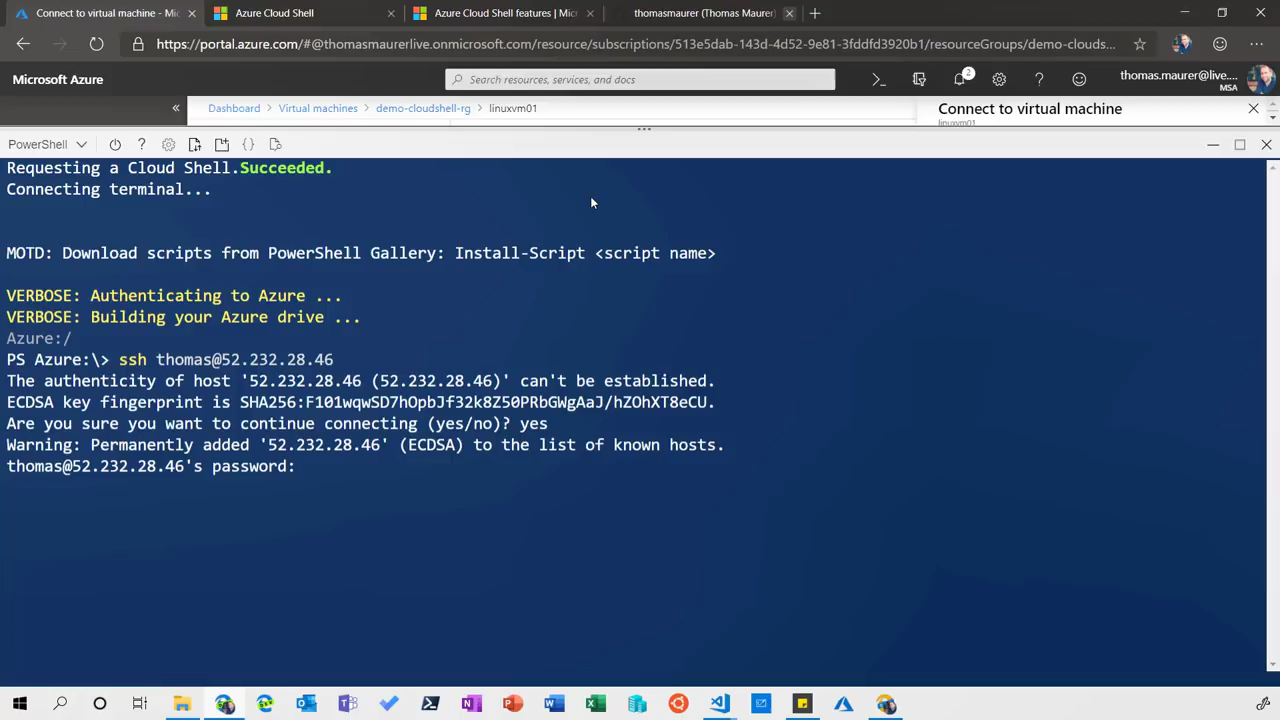 Connect to virtual machine - Mic
Azure Cloud Shell
Azure Cloud Shell features | Mic
thomasmaurer (Thomas Maurer)
https://portal.azure.com/#@thomasmaurerlive.onmicrosoft.com/resource/subscriptions/513e5dab-143d-4d52-9e81-3fddfd3920b1/resourceGroups/demo-clouds...
Microsoft Azure
Search resources, services, and docs
2
thomas.maurer@live....
MSA
Dashboard > Virtual machines > demo-cloudshell-rg > linuxvm01
Connect to virtual machine
linuxvm01
PowerShell
Requesting a Cloud Shell.Succeeded.
Connecting terminal...
MOTD: Download scripts from PowerShell Gallery: Install-Script <script name>
VERBOSE: Authenticating to Azure ...
VERBOSE: Building your Azure drive ...
Azure:/
PS Azure:\> ssh thomas@52.232.28.46
The authenticity of host '52.232.28.46 (52.232.28.46)' can't be established.
ECDSA key fingerprint is SHA256:F101wqwSD7hOpbJf32k8Z50PRbGWgAaJ/hZOhXT8eCU.
Are you sure you want to continue connecting (yes/no)? yes
Warning: Permanently added '52.232.28.46' (ECDSA) to the list of known hosts.
thomas@52.232.28.46's password: